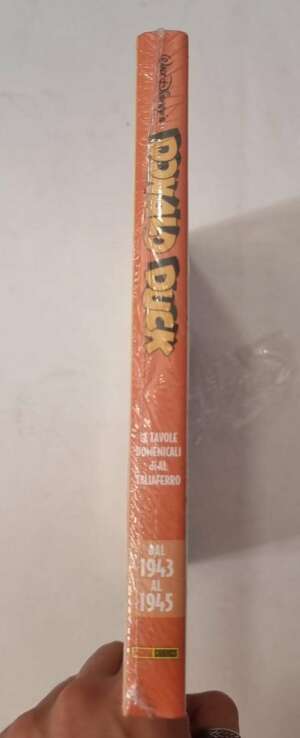 Walt Disney's
DONALD DUCK
LE TAVOLE
DOMENICALI
di AL
TALIAFERRO
DAL
1943
AL
1945